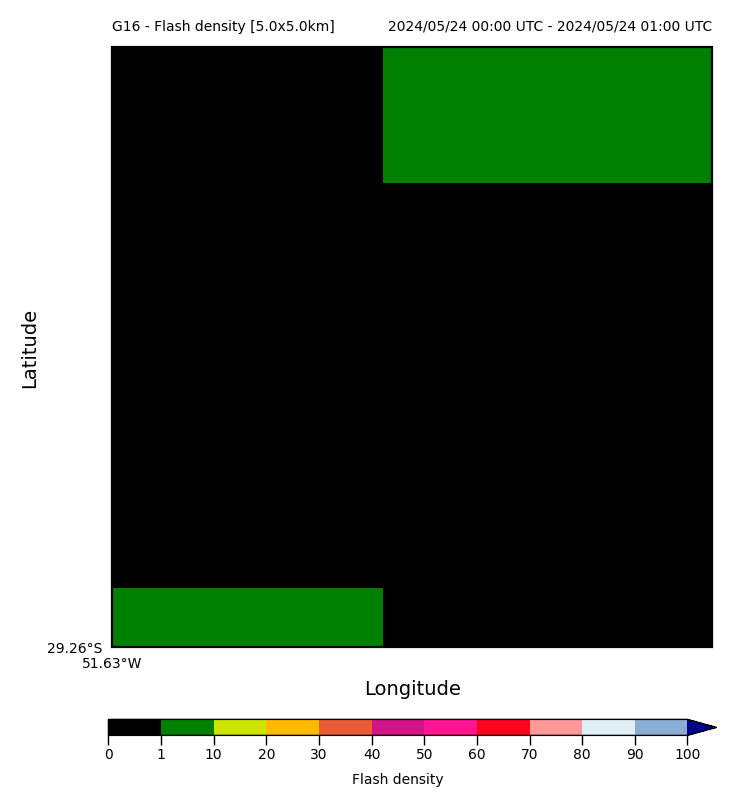 G16 - Flash density [5.0x5.0km] 2024/05/24 00:00 UTC - 2024/05/24 01:00 UTC
Latitude
29.26°S
51.63°W
Longitude
0 1 10 20 30 40 50 60 70 80 90 100
Flash density